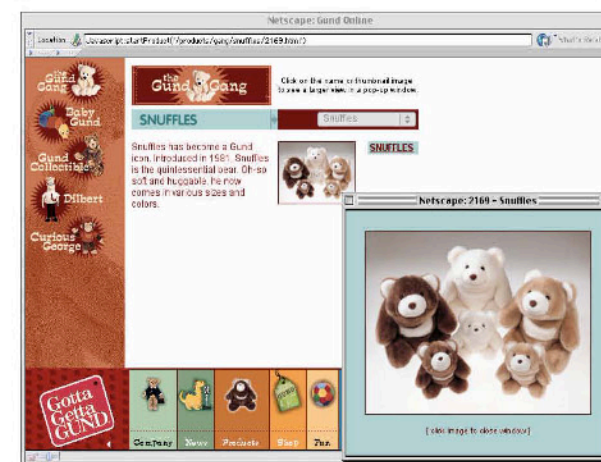 Netscape: Gund Online
Location: Javascript:startProduct('/products/gang/snuffles/2169.html')
The Gund Gang
Baby Gund
Gund Collectible
Dilbert
Curious George
the Gund Gang
Click on the name or thumbnail image
to see a larger view in a pop-up window.
SNUFFLES
Snuffles
Snuffles has become a Gund
icon. Introduced in 1981, Snuffles
is the quintessential bear. Oh-so
soft and huggable, he now
comes in various sizes and
colors.
SNUFFLES
Netscape: 2169 - Snuffles
[ click image to close window ]
Gotta
Getta
GUND
Company
News
Products
Shop
Fun